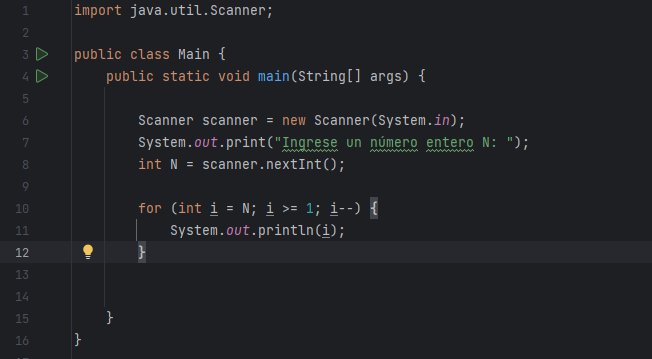 1 import java.util.Scanner;
2
3 public class Main {
4 public static void main(String[] args) {
5
6 Scanner scanner = new Scanner(System.in);
7 System.out.print("Ingrese un número entero N: ");
8 int N = scanner.nextInt();
9
10 for (int i = N; i >= 1; i--) {
11 System.out.println(i);
12 }
13
14
15 }
16 }